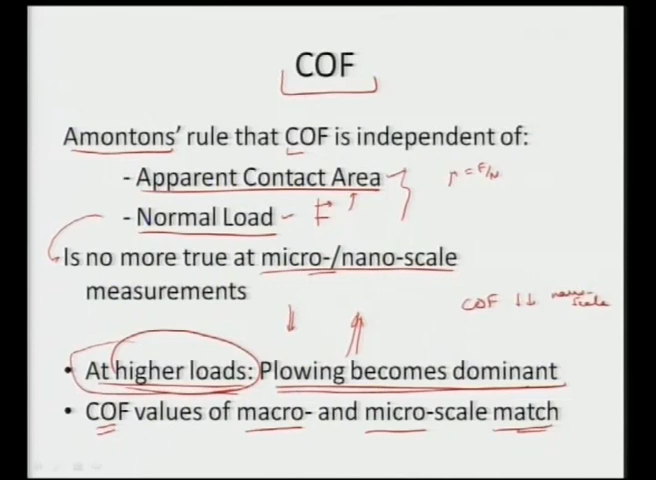 COF
Amontons' rule that COF is independent of:
- Apparent Contact Area
μ = F/N
- Normal Load
F
Is no more true at micro-/nano-scale
measurements
COF ↓↓ nano-scale
• At higher loads: Plowing becomes dominant
• COF values of macro- and micro-scale match